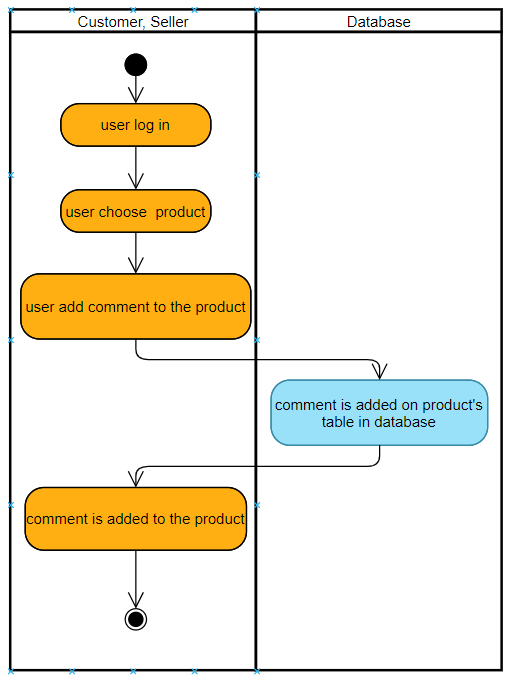 Customer, Seller
Database
user log in
user choose  product
user add comment to the product
comment is added on product's
table in database
comment is added to the product